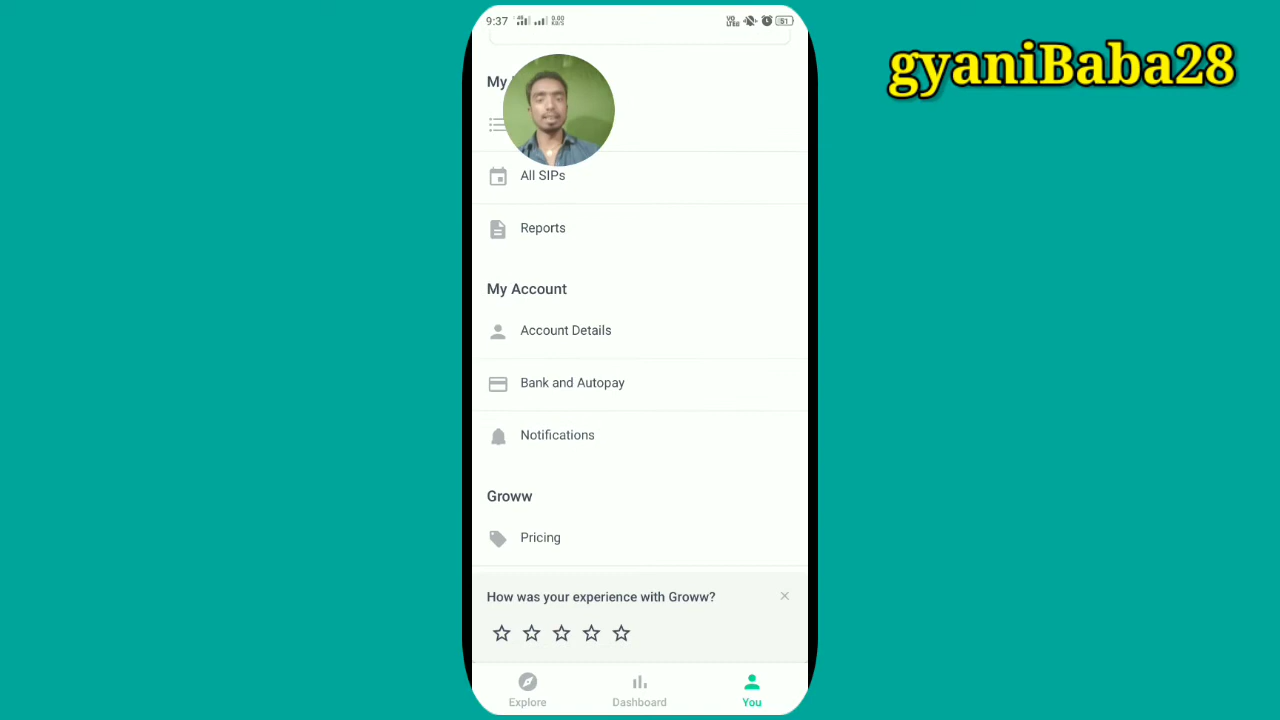 9:37
gyaniBaba28
My
All SIPs
Reports
My Account
Account Details
Bank and Autopay
Notifications
Groww
Pricing
How was your experience with Groww?
Explore
Dashboard
You